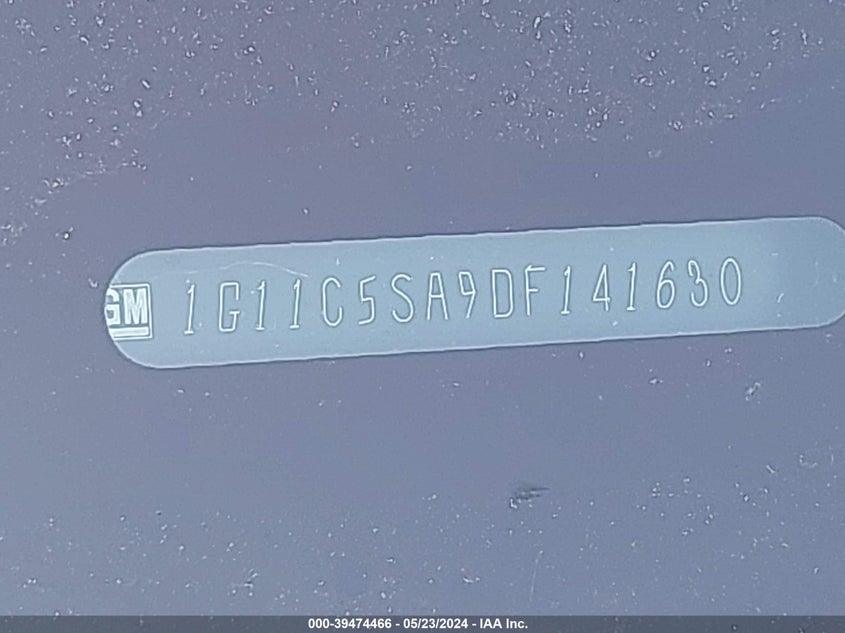 GM 1G11C5SA9DF141630
000-39474466 - 05/23/2024 - IAA Inc.